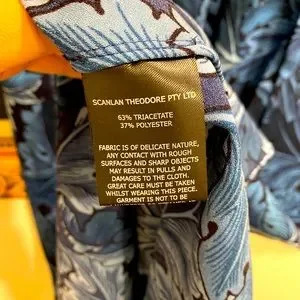 SCANLAN THEODORE PTY LTD
63% TRIACETATE
37% POLYESTER
FABRIC IS OF DELICATE NATURE,
ANY CONTACT WITH ROUGH
SURFACES AND SHARP OBJECTS
MAY RESULT IN PULLS AND
DAMAGES TO THE CLOTH.
GREAT CARE MUST BE TAKEN
WHILST WEARING THIS PIECE.
GARMENT IS NOT TO BE